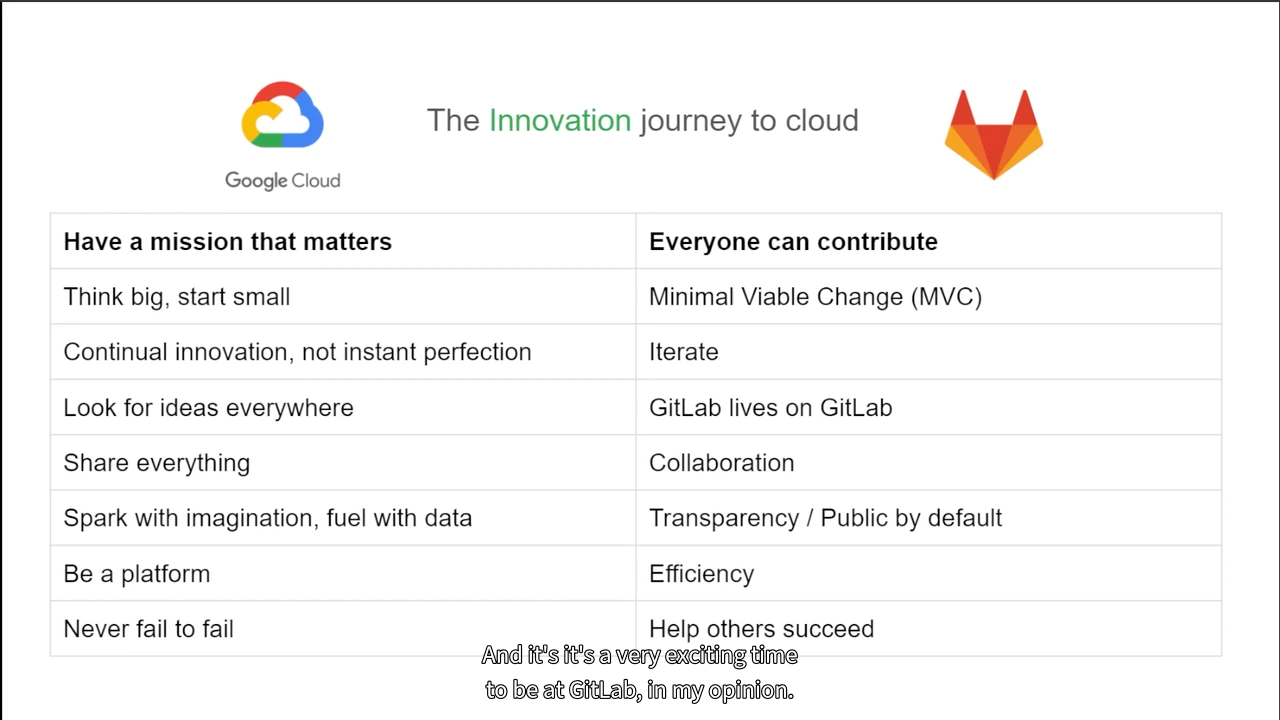 The Innovation journey to cloud
Google Cloud
Have a mission that matters
Everyone can contribute
Think big, start small
Minimal Viable Change (MVC)
Continual innovation, not instant perfection
Iterate
Look for ideas everywhere
GitLab lives on GitLab
Share everything
Collaboration
Spark with imagination, fuel with data
Transparency / Public by default
Be a platform
Efficiency
Never fail to fail
Help others succeed
And it's it's a very exciting time
to be at GitLab, in my opinion.